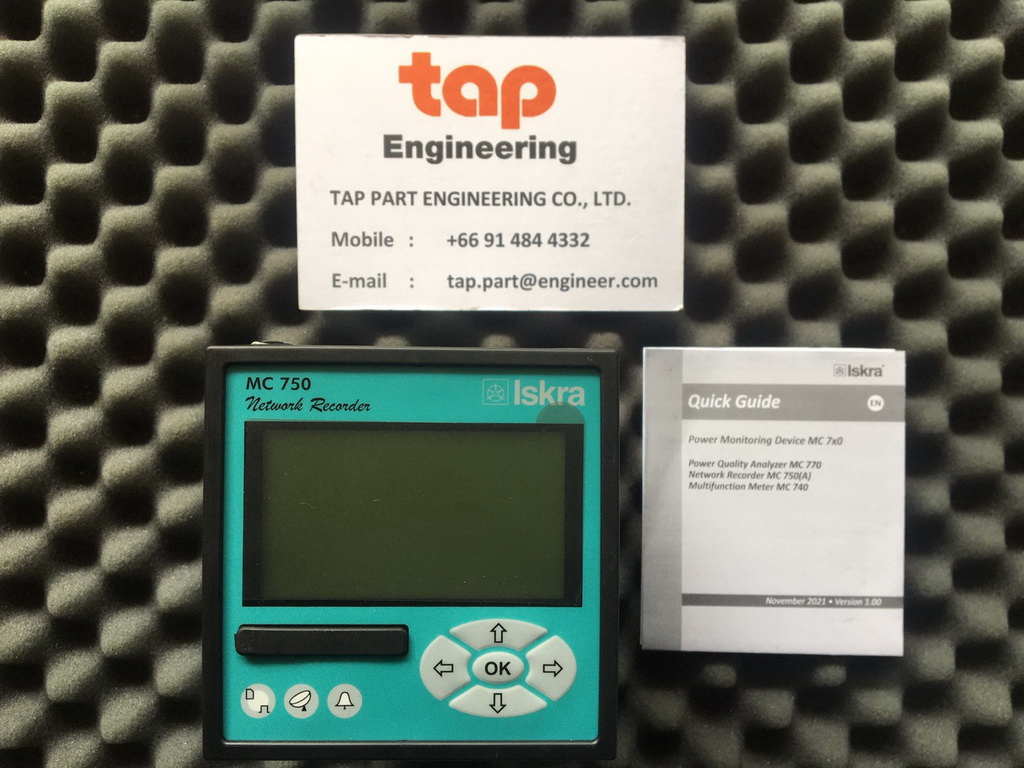 tap
Engineering
TAP PART ENGINEERING CO., LTD.
Mobile : +66 91 484 4332
E-mail : tap.part@engineer.com
MC 750
Network Recorder
Iskra
OK
Iskra
Quick Guide
EN
Power Monitoring Device MC 7x0
Power Quality Analyzer MC 770
Network Recorder MC 750(A)
Multifunction Meter MC 740
November 2021 • Version 1.00